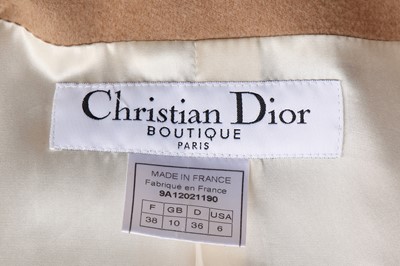 Christian Dior
BOUTIQUE
PARIS
MADE IN FRANCE
Fabriqué en France
9A12021190
F GB D USA
38 10 36 6